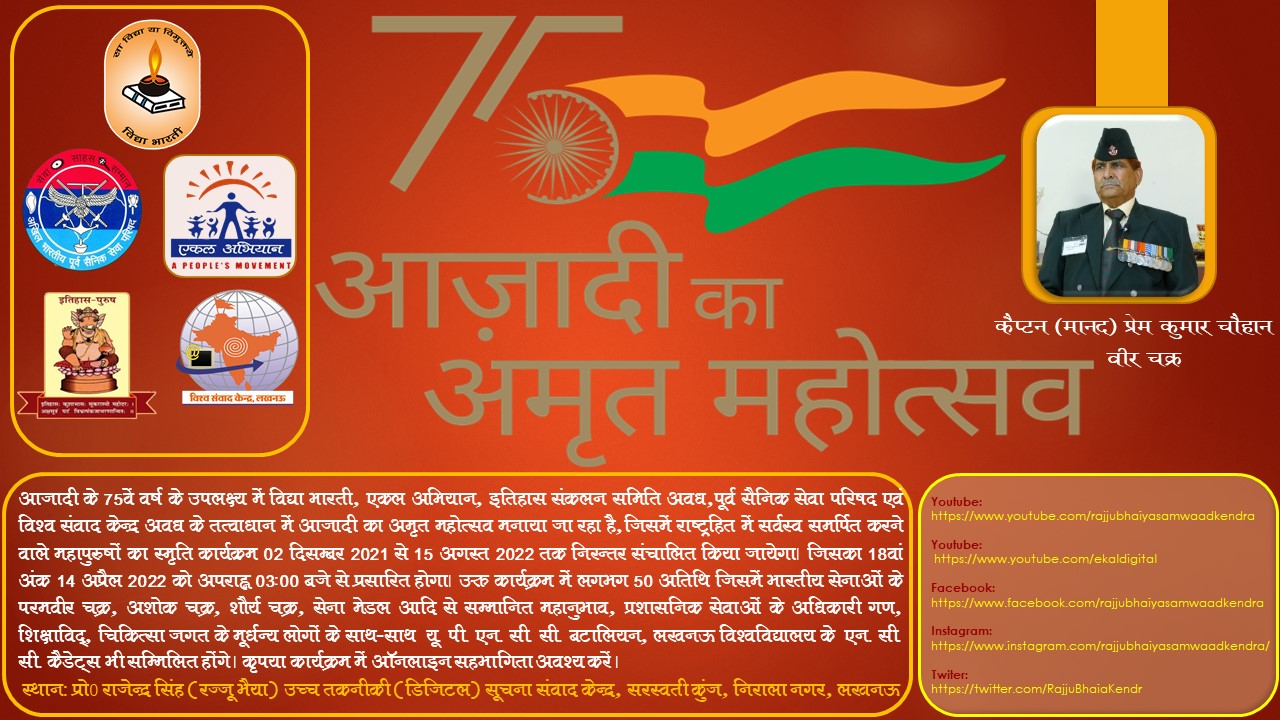 सा विद्या या विमुक्तये
विद्या भारती
सेवा साहस सम्मान
अखिल भारतीय पूर्व सैनिक सेवा परिषद
एकल अभियान
A PEOPLE'S MOVEMENT
इतिहास-पुरुष
विश्व संवाद केन्द्र, लखनऊ
75
आज़ादी का
अमृत महोत्सव
कैप्टन (मानद) प्रेम कुमार चौहान
वीर चक्र
आजादी के 75वें वर्ष के उपलक्ष्य में विद्या भारती, एकल अभियान, इतिहास संकलन समिति अवध,पूर्व सैनिक सेवा परिषद एवं
विश्व संवाद केन्द्र अवध के तत्वाधान में आजादी का अमृत महोत्सव मनाया जा रहा है,जिसमें राष्ट्रहित में सर्वस्व समर्पित करने
वाले महापुरुषों का स्मृति कार्यक्रम 02 दिसम्बर 2021 से 15 अगस्त 2022 तक निरन्तर संचालित किया जायेगा। जिसका 18वां
अंक 14 अप्रैल 2022 को अपराह्न 03:00 बजे से प्रसारित होगा। उक्त कार्यक्रम में लगभग 50 अतिथि जिसमें भारतीय सेनाओं के
परमवीर चक्र, अशोक चक्र, शौर्य चक्र, सेना मेडल आदि से सम्मानित महानुभाव, प्रशासनिक सेवाओं के अधिकारी गण,
शिक्षाविद्, चिकित्सा जगत के मूर्धन्य लोगों के साथ-साथ यू. पी. एन. सी. सी. बटालियन, लखनऊ विश्वविद्यालय के एन. सी.
सी. कैडेट्स भी सम्मिलित होंगे। कृपया कार्यक्रम में ऑनलाइन सहभागिता अवश्य करें।
स्थान: प्रो0 राजेन्द्र सिंह (रज्जू भैया) उच्च तकनीकी (डिजिटल) सूचना संवाद केन्द्र, सरस्वती कुंज, निराला नगर, लखनऊ
Youtube:
https://www.youtube.com/rajjubhaiyasamwaadkendra
Youtube:
https://www.youtube.com/ekaldigital
Facebook:
https://www.facebook.com/rajjubhaiyasamwaadkendra
Instagram:
https://www.instagram.com/rajjubhaiyasamwaadkendra/
Twiter:
https://twitter.com/RajjuBhaiaKendr